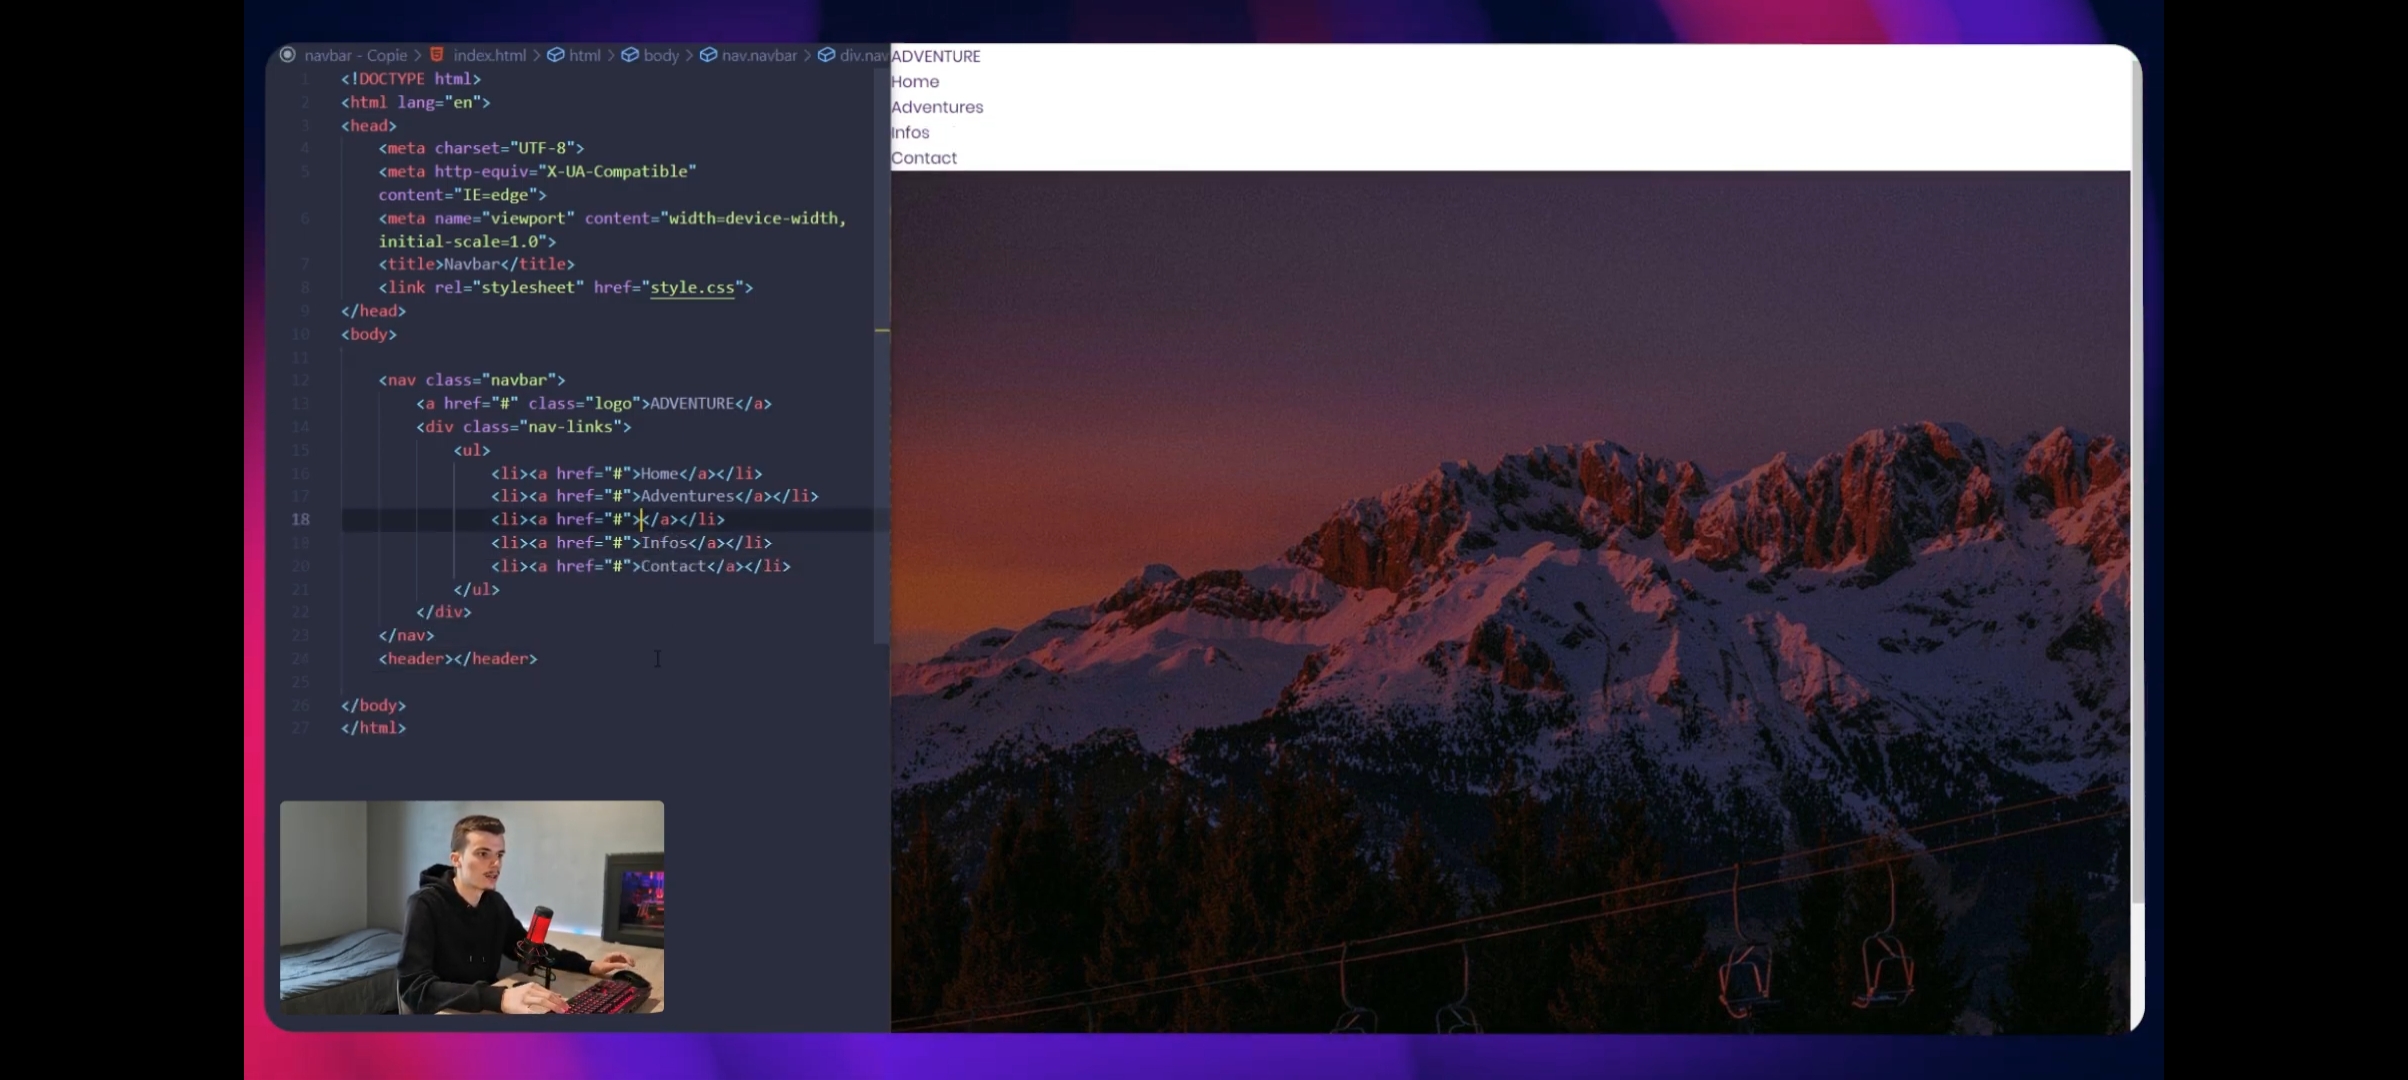 navbar - Copie > index.html > html > body > nav.navbar > div.nav
1 <!DOCTYPE html>
2 <html lang="en">
3 <head>
4 <meta charset="UTF-8">
5 <meta http-equiv="X-UA-Compatible"
content="IE=edge">
6 <meta name="viewport" content="width=device-width,
initial-scale=1.0">
7 <title>Navbar</title>
8 <link rel="stylesheet" href="style.css">
9 </head>
10 <body>
11
12 <nav class="navbar">
13 <a href="#" class="logo">ADVENTURE</a>
14 <div class="nav-links">
15 <ul>
16 <li><a href="#">Home</a></li>
17 <li><a href="#">Adventures</a></li>
18 <li><a href="#"></a></li>
19 <li><a href="#">Infos</a></li>
20 <li><a href="#">Contact</a></li>
21 </ul>
22 </div>
23 </nav>
24 <header></header>
25
26 </body>
27 </html>
ADVENTURE
Home
Adventures
Infos
Contact